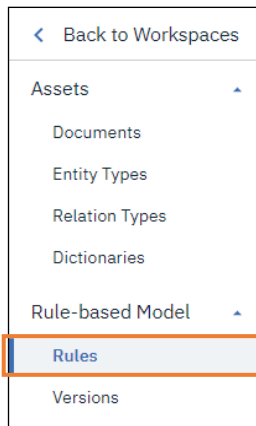 Back to Workspaces
Assets
Documents
Entity Types
Relation Types
Dictionaries
Rule-based Model
Rules
Versions